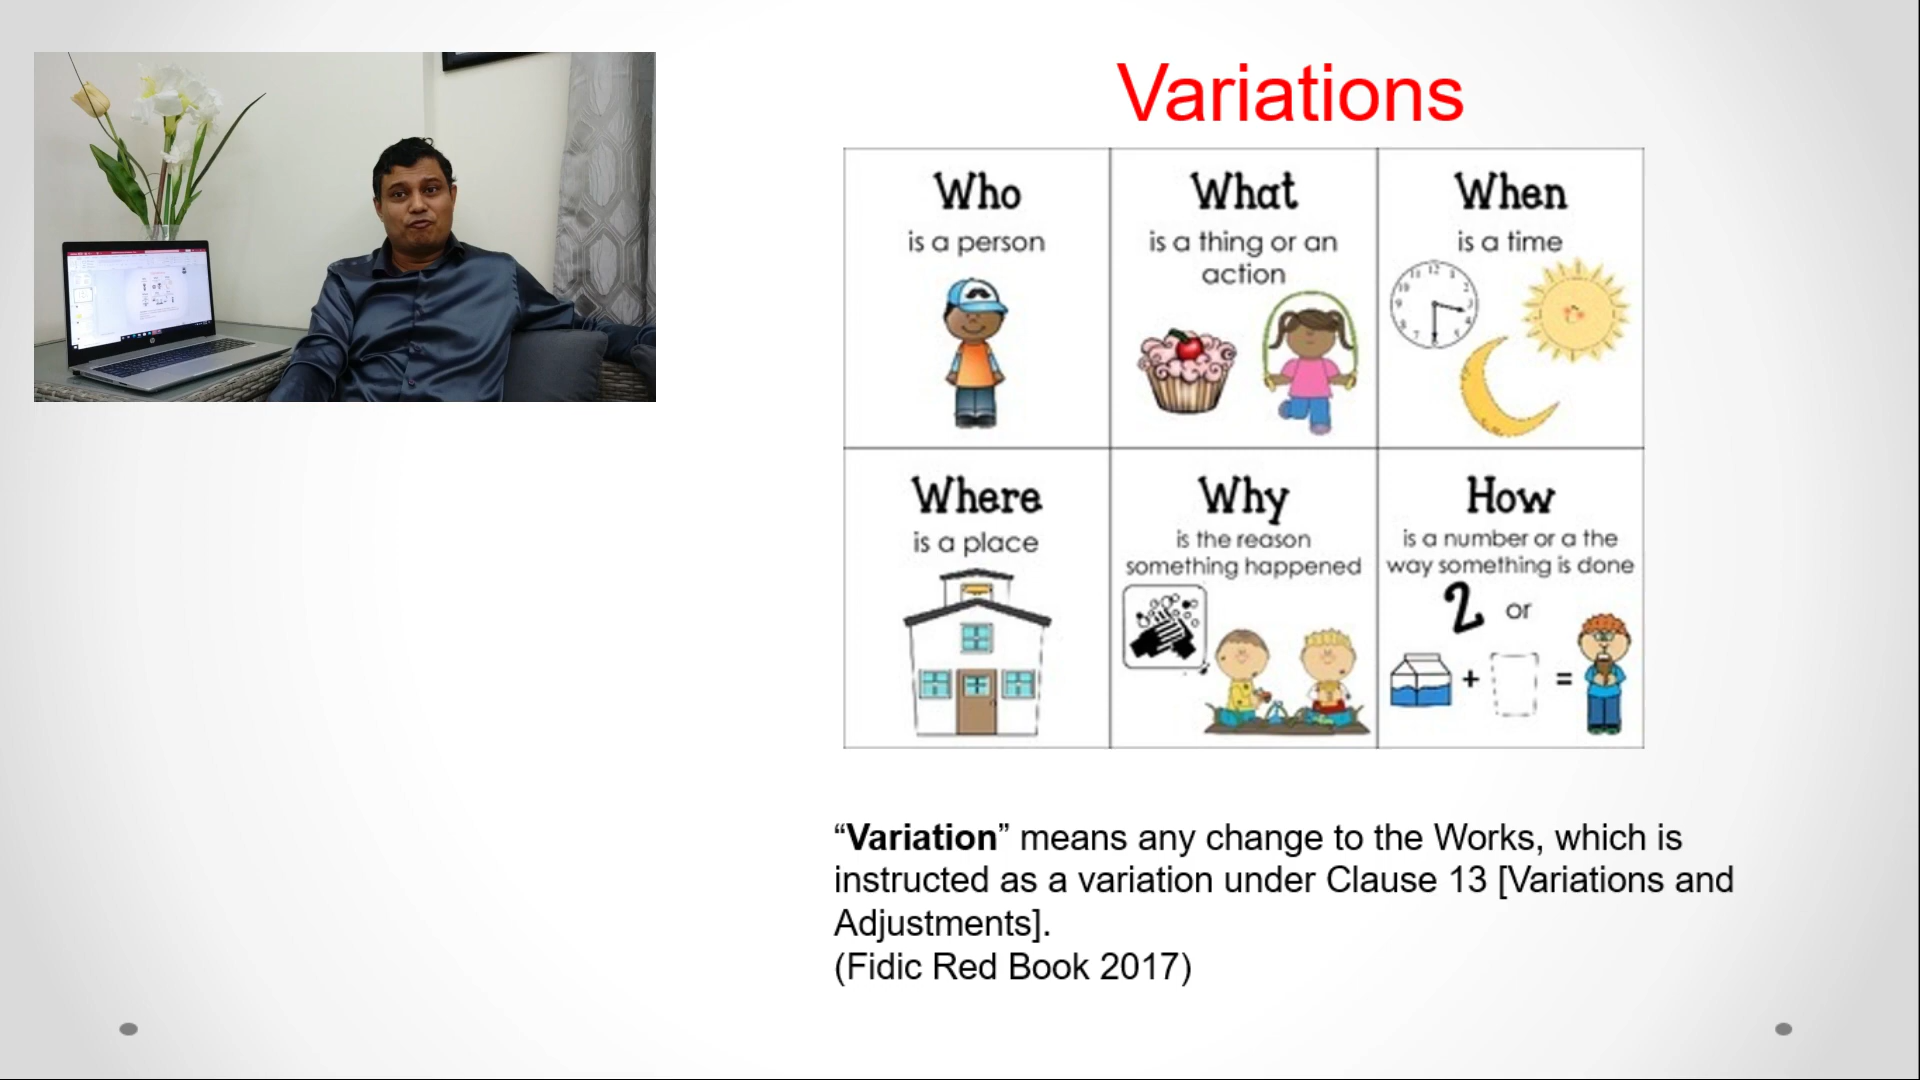 Variations
Who
is a person
What
is a thing or an
action
When
is a time
Where
is a place
Why
is the reason
something happened
How
is a number or a the
way something is done
2 or
+ =
“Variation” means any change to the Works, which is
instructed as a variation under Clause 13 [Variations and
Adjustments].
(Fidic Red Book 2017)